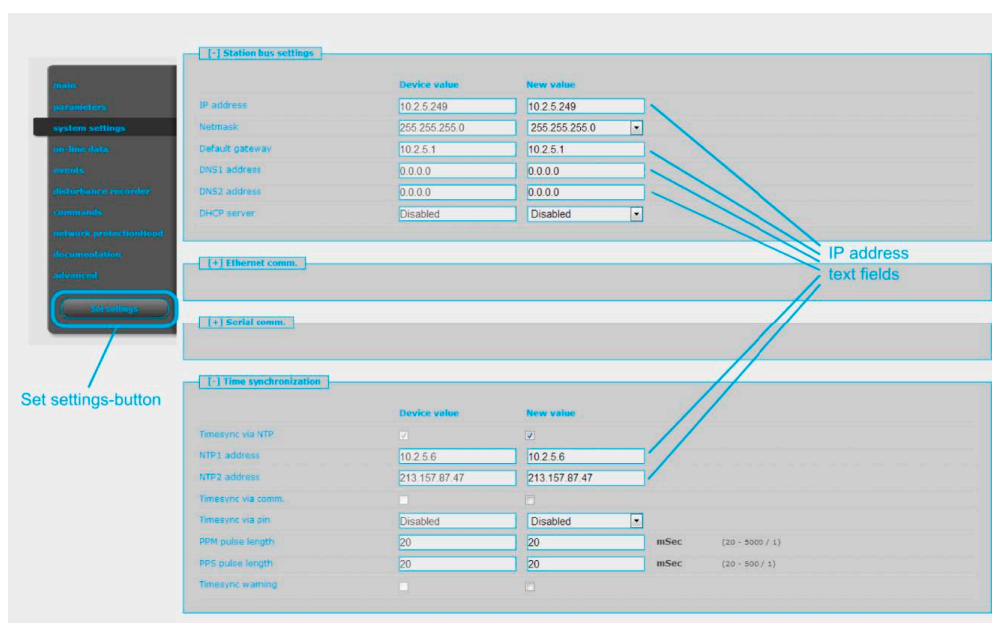 [-] Station bus settings
Device value New value
main
parameters
system settings
on-line data
events
disturbance recorder
commands
network protectionHood
documentation
advanced
Set settings
IP address 10.2.5.249 10.2.5.249
Netmask 255.255.255.0 255.255.255.0
Default gateway 10.2.5.1 10.2.5.1
DNS1 address 0.0.0.0 0.0.0.0
DNS2 address 0.0.0.0 0.0.0.0
DHCP server Disabled Disabled
IP address
text fields
[+] Ethernet comm.
[+] Serial comm.
Set settings-button
[-] Time synchronization
Device value New value
Timesync via NTP
NTP1 address 10.2.5.6 10.2.5.6
NTP2 address 213.157.87.47 213.157.87.47
Timesync via comm.
Timesync via pin Disabled Disabled
PPM pulse length 20 20 mSec (20 - 5000 / 1)
PPS pulse length 20 20 mSec (20 - 500 / 1)
Timesync warning